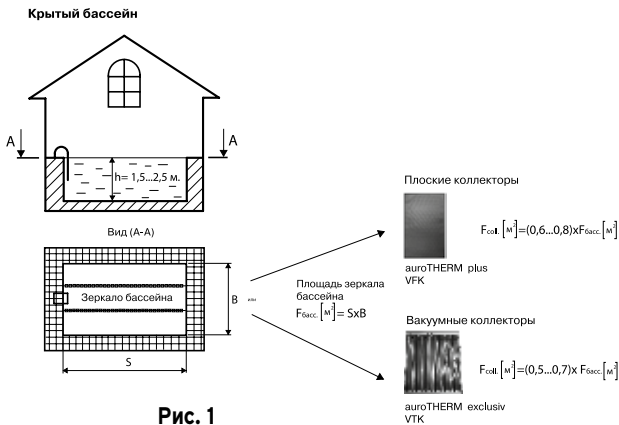 Крытый бассейн
A
A
h= 1,5...2,5 м.
Вид (А-А)
Зеркало бассейна
B
или
S
Площадь зеркала
бассейна
Fбасс.[м²]= SxB
Плоские коллекторы
Fcoll.[м²]=(0,6...0,8)xFбасс.[м²]
auroTHERM plus
VFK
Вакуумные коллекторы
Fcoll.[м²]=(0,5...0,7)x Fбасс.[м²]
auroTHERM exclusiv
VTK
Рис. 1